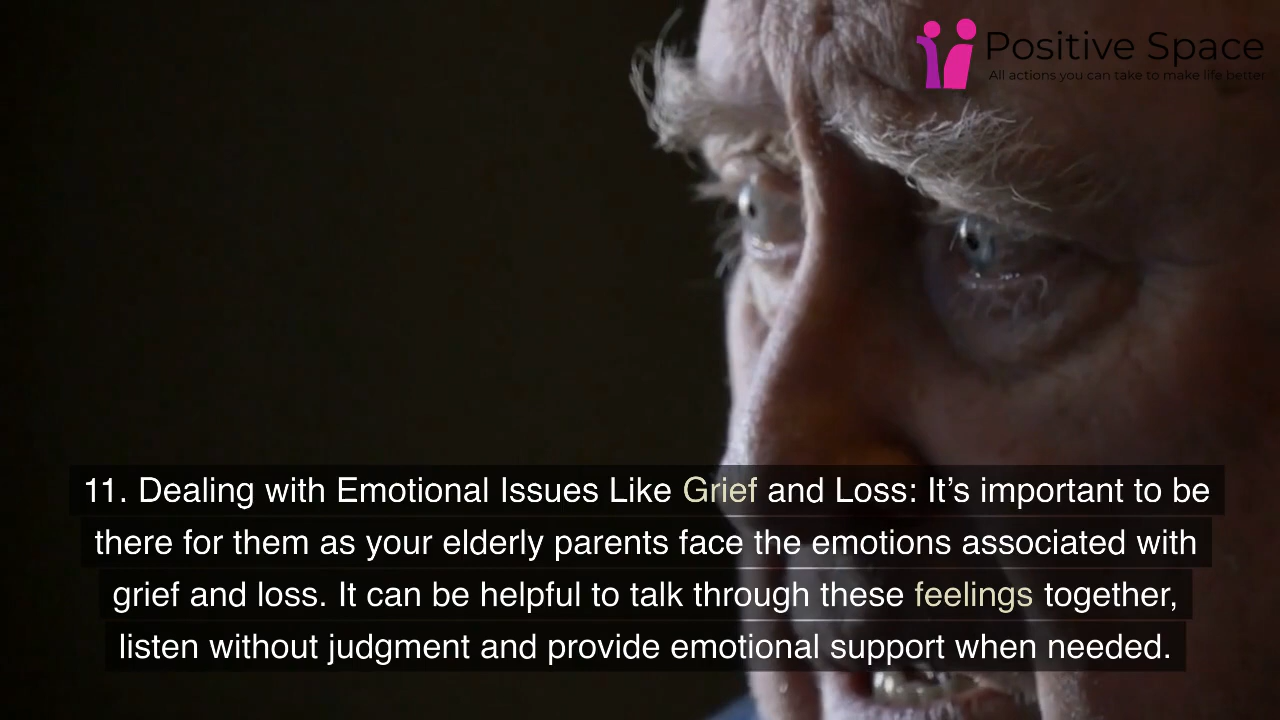 Positive Space
All actions you can take to make life better
11. Dealing with Emotional Issues Like Grief and Loss: It’s important to be
there for them as your elderly parents face the emotions associated with
grief and loss. It can be helpful to talk through these feelings together,
listen without judgment and provide emotional support when needed.